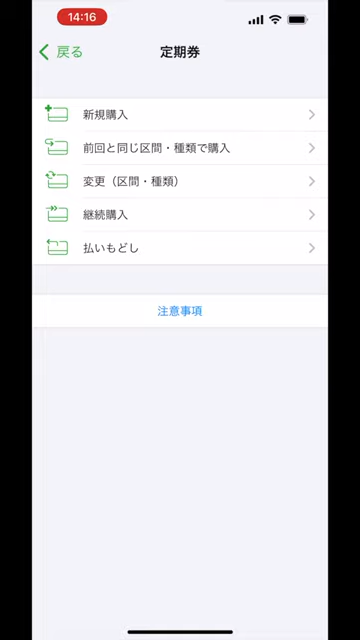 14:16
戻る
定期券
新規購入
前回と同じ区間・種類で購入
変更（区間・種類）
継続購入
払いもどし
注意事項